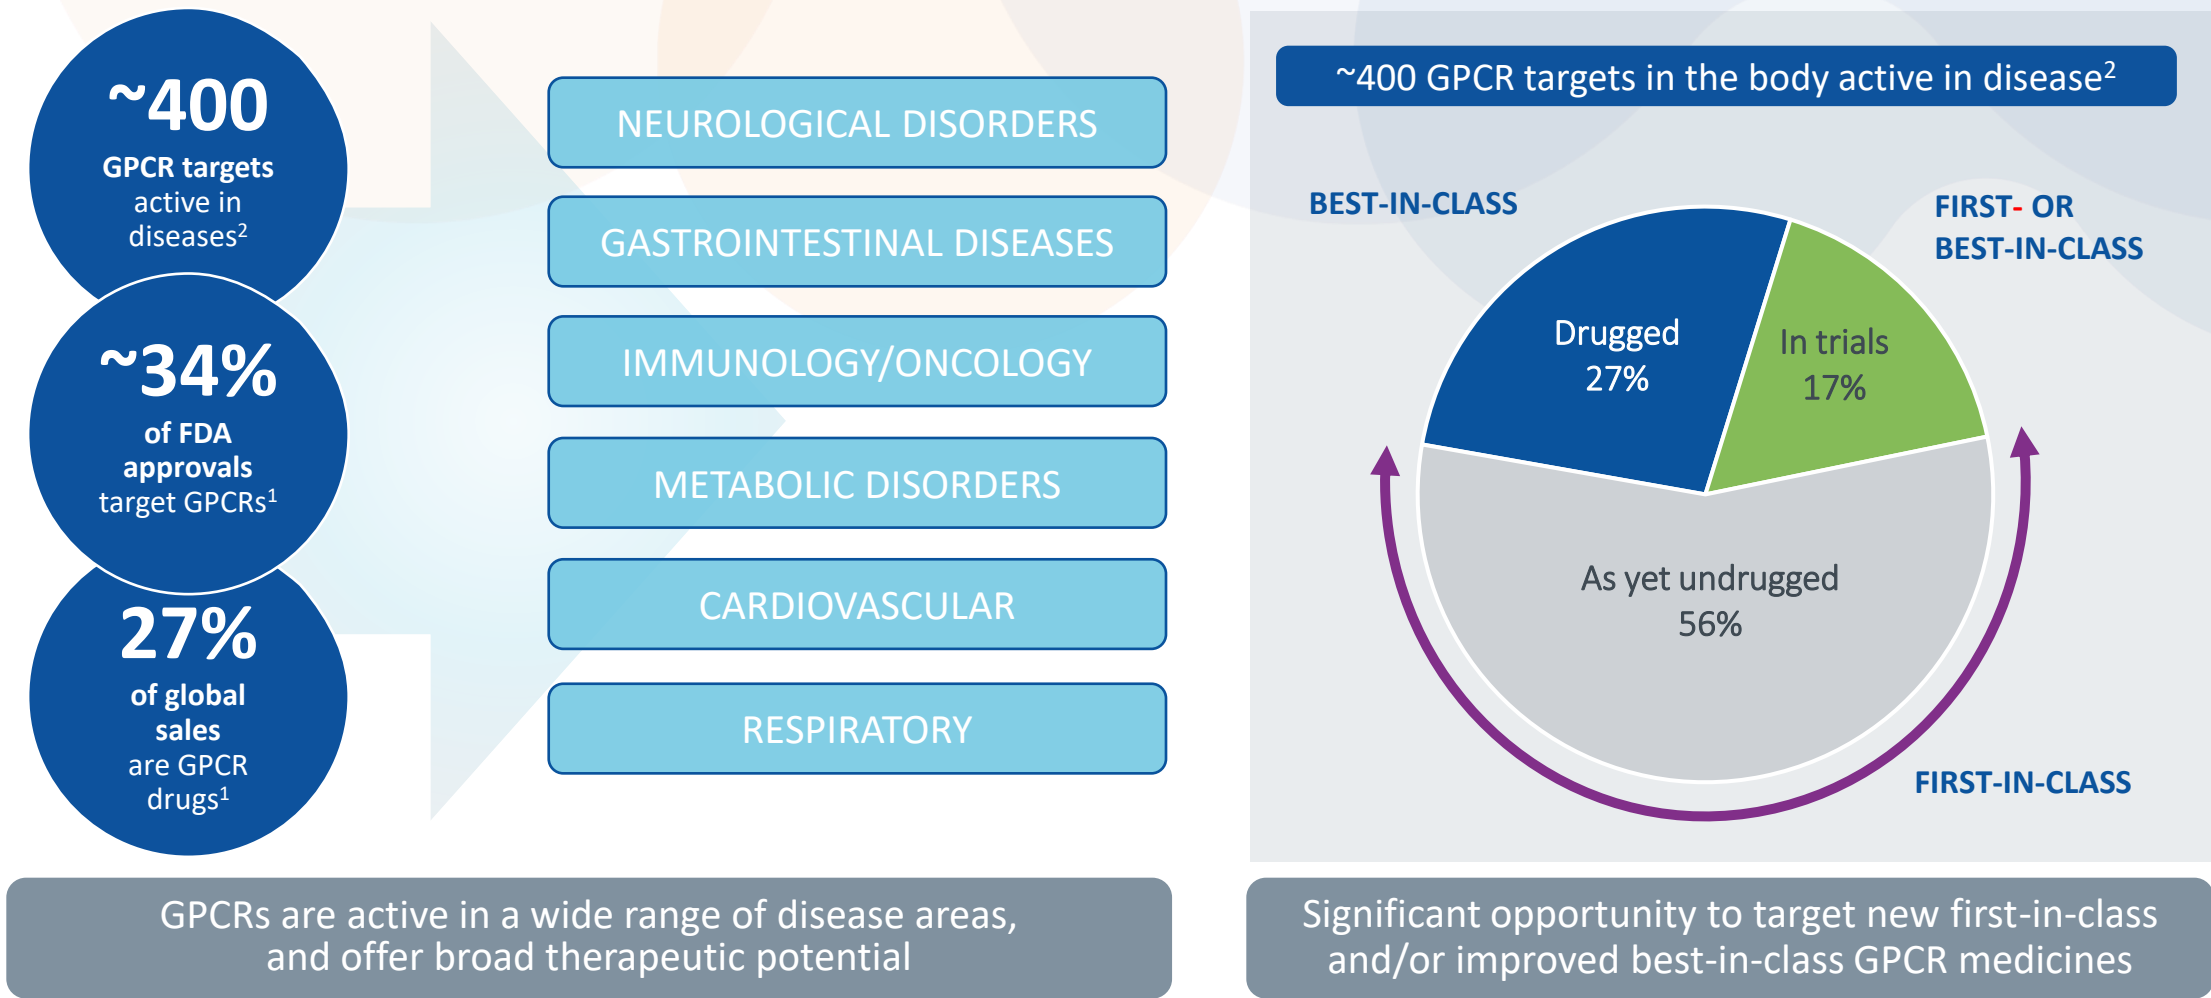 ~400
GPCR targets
active in
diseases²
~34%
of FDA
approvals
target GPCRs¹
27%
of global
sales
are GPCR
drugs¹
NEUROLOGICAL DISORDERS
GASTROINTESTINAL DISEASES
IMMUNOLOGY/ONCOLOGY
METABOLIC DISORDERS
CARDIOVASCULAR
RESPIRATORY
GPCRs are active in a wide range of disease areas,
and offer broad therapeutic potential
~400 GPCR targets in the body active in disease²
BEST-IN-CLASS
FIRST- OR
BEST-IN-CLASS
Drugged
27%
In trials
17%
As yet undrugged
56%
FIRST-IN-CLASS
Significant opportunity to target new first-in-class
and/or improved best-in-class GPCR medicines